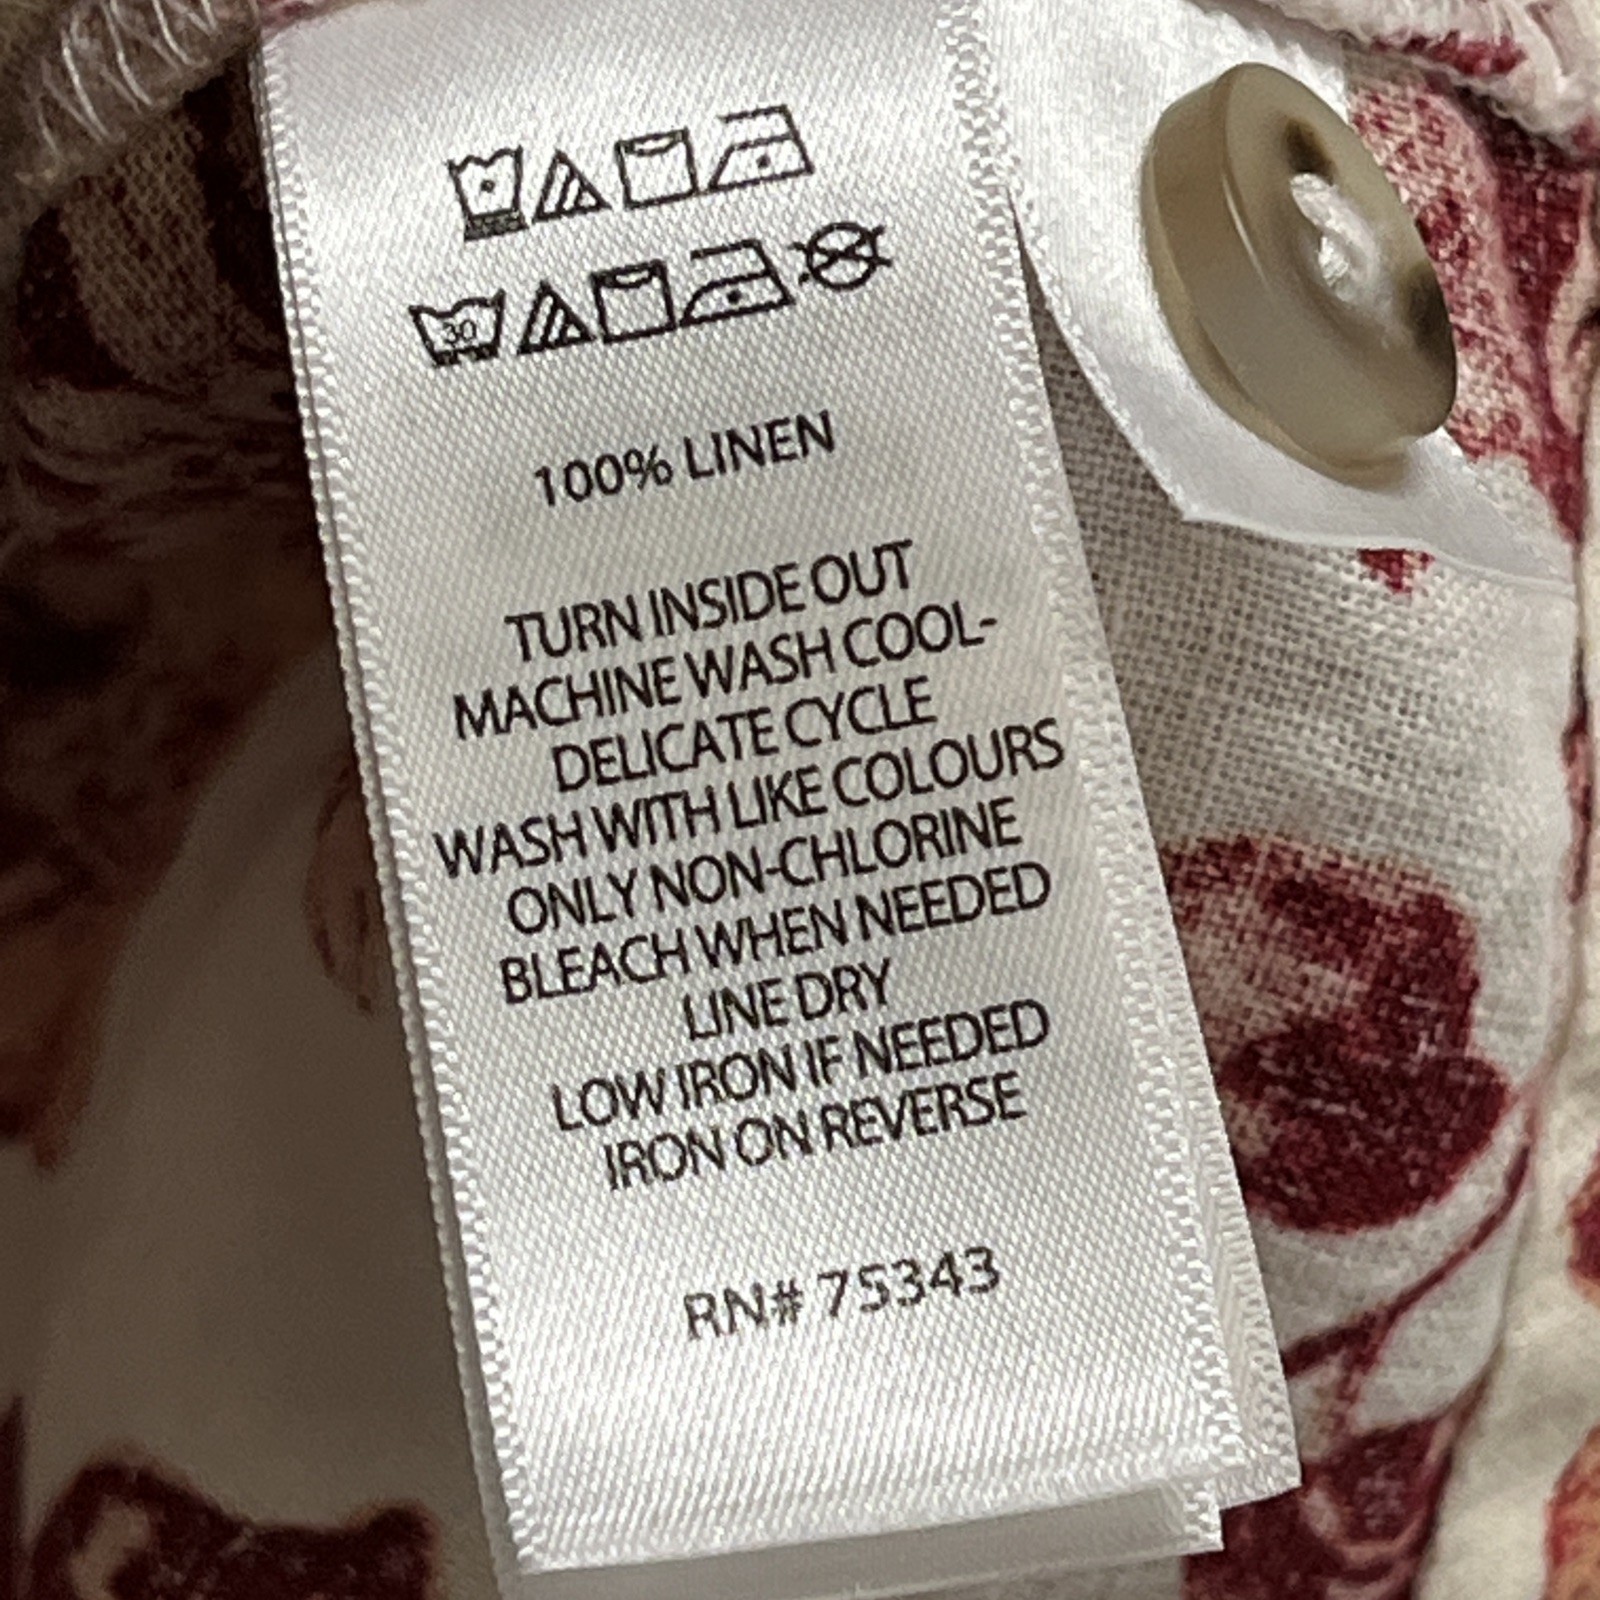 30
100% LINEN
TURN INSIDE OUT
MACHINE WASH COOL-
DELICATE CYCLE
WASH WITH LIKE COLOURS
ONLY NON-CHLORINE
BLEACH WHEN NEEDED
LINE DRY
LOW IRON IF NEEDED
IRON ON REVERSE
RN# 75343